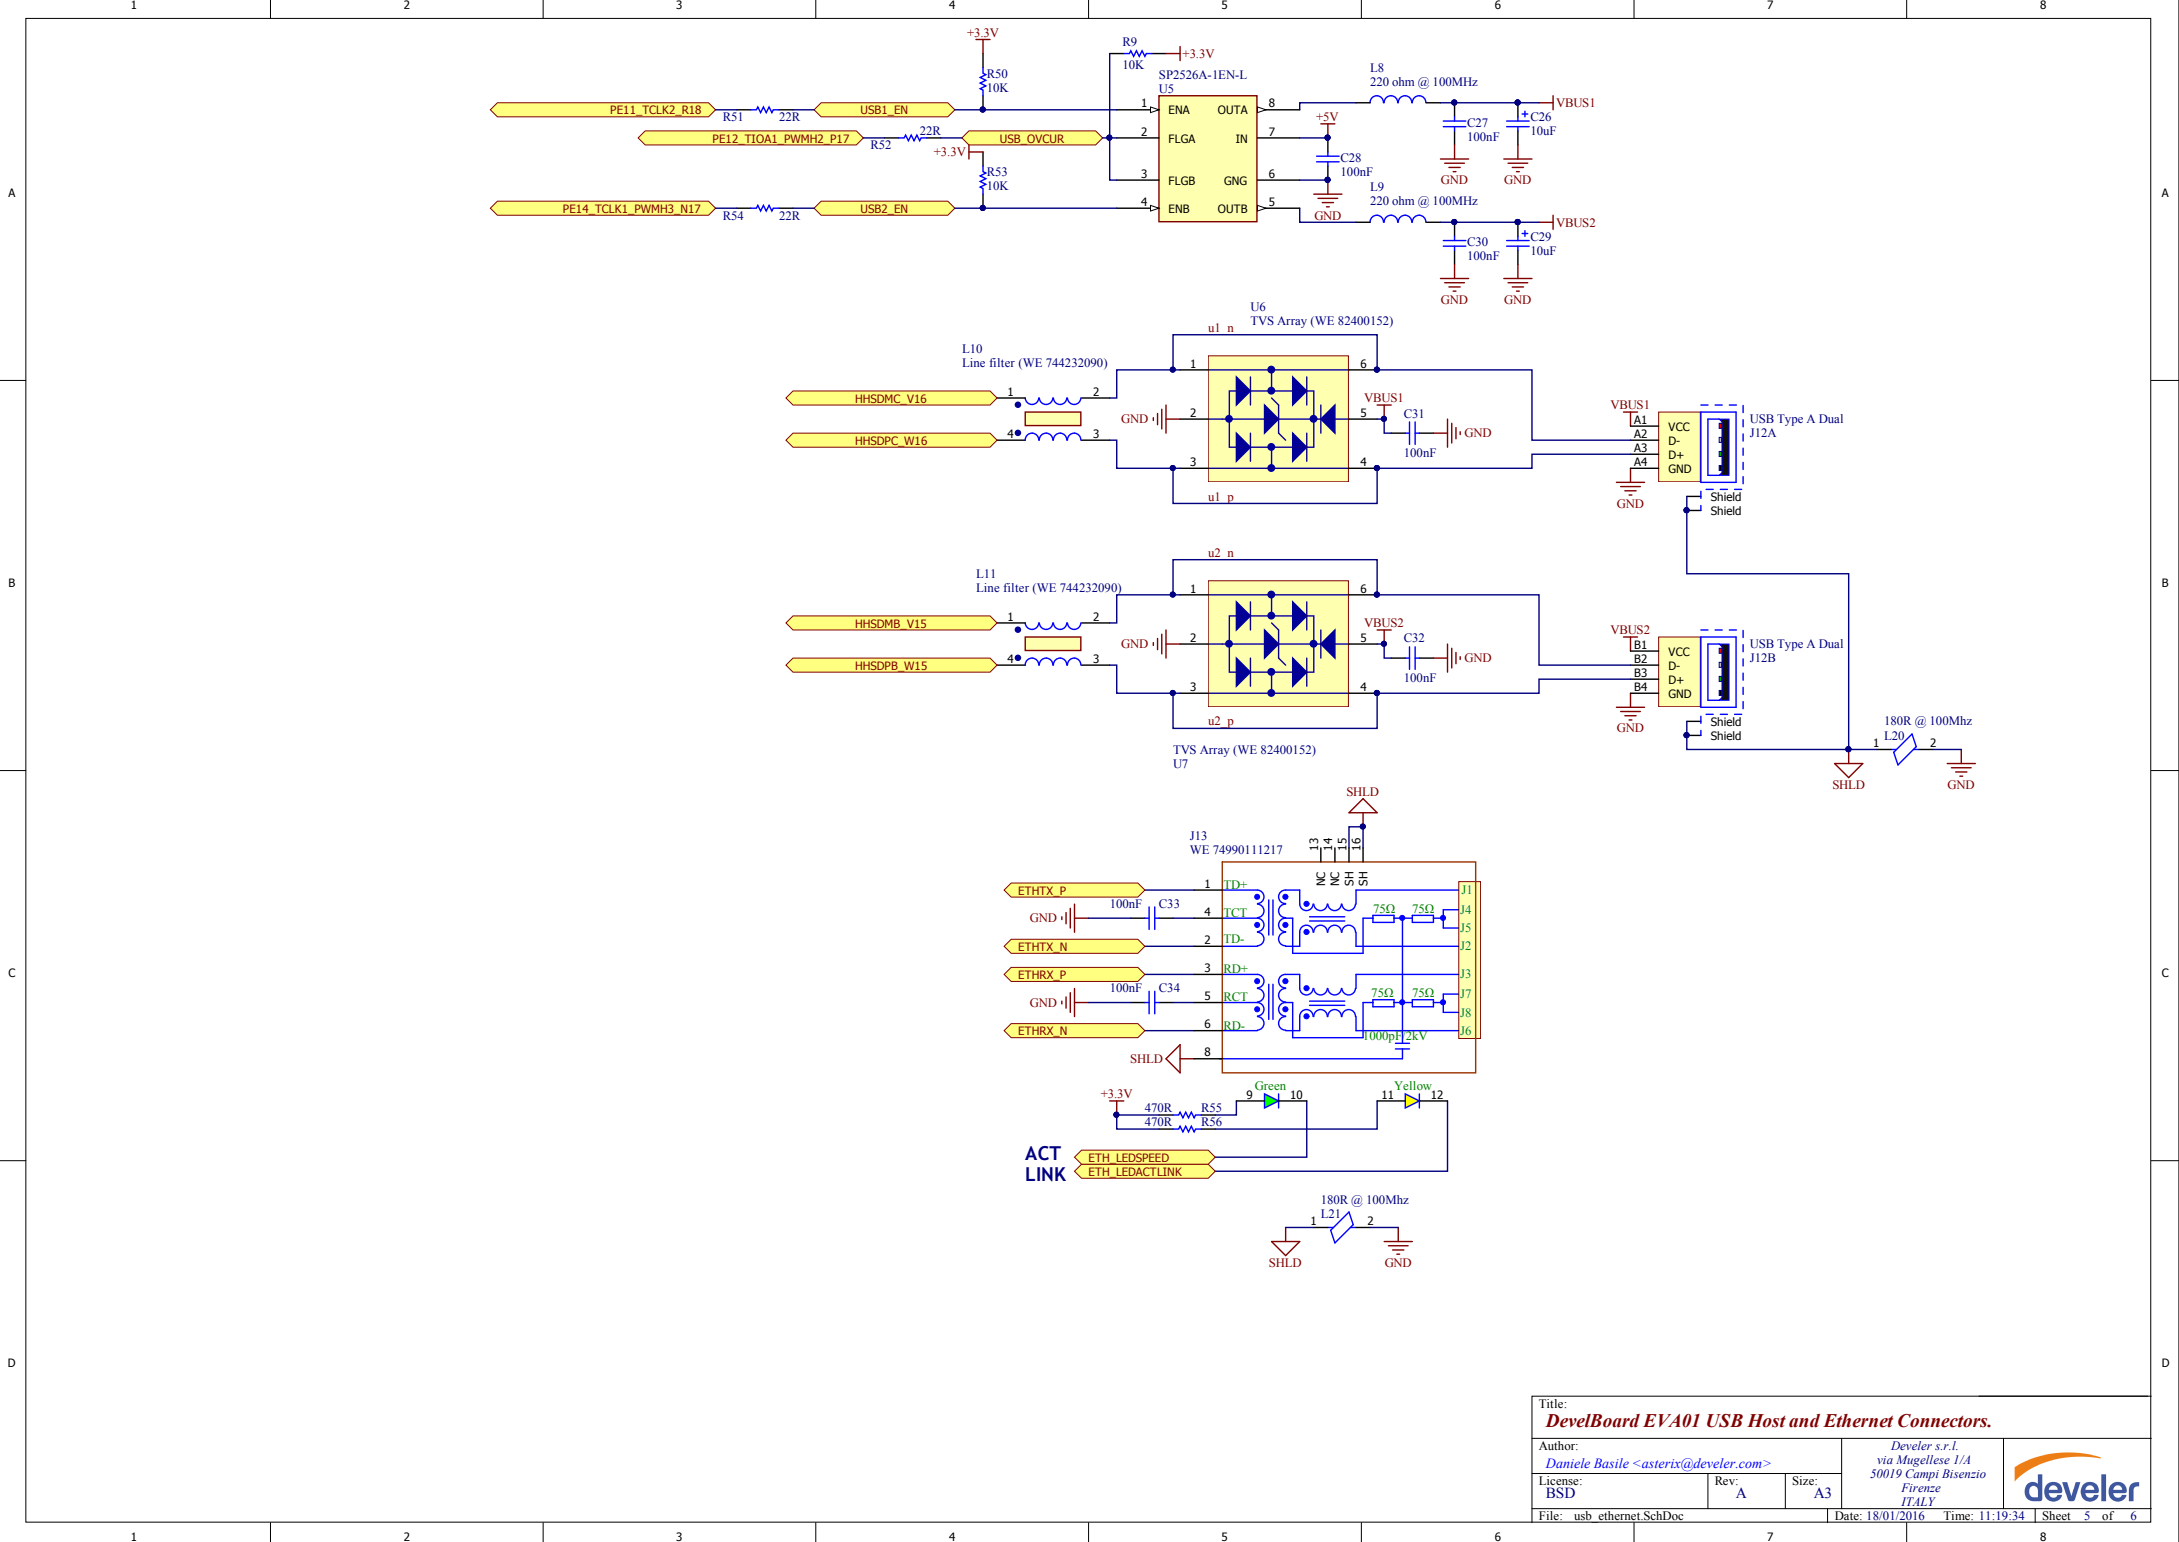 1 2 3 4 5 6 7 8
+3.3V
R50
10K
R9
10K
+3.3V
SP2526A-1EN-L
U5
PE11_TCLK2_R18
R51
22R
USB1_EN
PE12_TIOA1_PWMH2_P17
R52
22R
USB_OVCUR
+3.3V
R53
10K
PE14_TCLK1_PWMH3_N17
R54
22R
USB2_EN
1 ENA OUTA 8
2 FLGA IN 7
3 FLGB GNG 6
4 ENB OUTB 5
L8
220 ohm @ 100MHz
VBUS1
C27
100nF
C26
10uF
GND
GND
+5V
C28
100nF
GND
L9
220 ohm @ 100MHz
VBUS2
C30
100nF
C29
10uF
GND
GND
A
A
U6
TVS Array (WE 82400152)
u1_n
L10
Line filter (WE 744232090)
HHSDMC_V16
HHSDPC_W16
1 2
4 3
1 6
GND 2 5
3 4
u1_p
VBUS1
C31
100nF
GND
VBUS1
A1 VCC
A2 D-
A3 D+
A4 GND
GND
USB Type A Dual
J12A
Shield
Shield
B
B
u2_n
L11
Line filter (WE 744232090)
HHSDMB_V15
HHSDPB_W15
1 2
4 3
1 6
GND 2 5
3 4
u2_p
TVS Array (WE 82400152)
U7
VBUS2
C32
100nF
GND
VBUS2
B1 VCC
B2 D-
B3 D+
B4 GND
GND
USB Type A Dual
J12B
Shield
Shield
180R @ 100Mhz
L20
1 2
SHLD
GND
SHLD
J13
WE 74990111217
13 14 15 16
NC NC SH SH
ETHTX_P
1 TD+
100nF C33
GND
4 TCT
ETHTX_N
2 TD-
ETHRX_P
3 RD+
100nF C34
GND
5 RCT
ETHRX_N
6 RD-
SHLD 8
75Ω 75Ω
75Ω 75Ω
1000pF/2kV
J1
J4
J5
J2
J3
J7
J8
J6
C
C
+3.3V
470R R55
470R R56
Green
9 10
Yellow
11 12
ACT
LINK
ETH_LEDSPEED
ETH_LEDACTLINK
180R @ 100Mhz
L21
1 2
SHLD
GND
D
D
Title:
DevelBoard EVA01 USB Host and Ethernet Connectors.
Author:
Daniele Basile <asterix@develer.com>
License:
BSD
Rev:
A
Size:
A3
Develer s.r.l.
via Mugellese 1/A
50019 Campi Bisenzio
Firenze
ITALY
develer
File: usb_ethernet.SchDoc
Date: 18/01/2016 Time: 11:19:34
Sheet 5 of 6
1 2 3 4 5 6 7 8